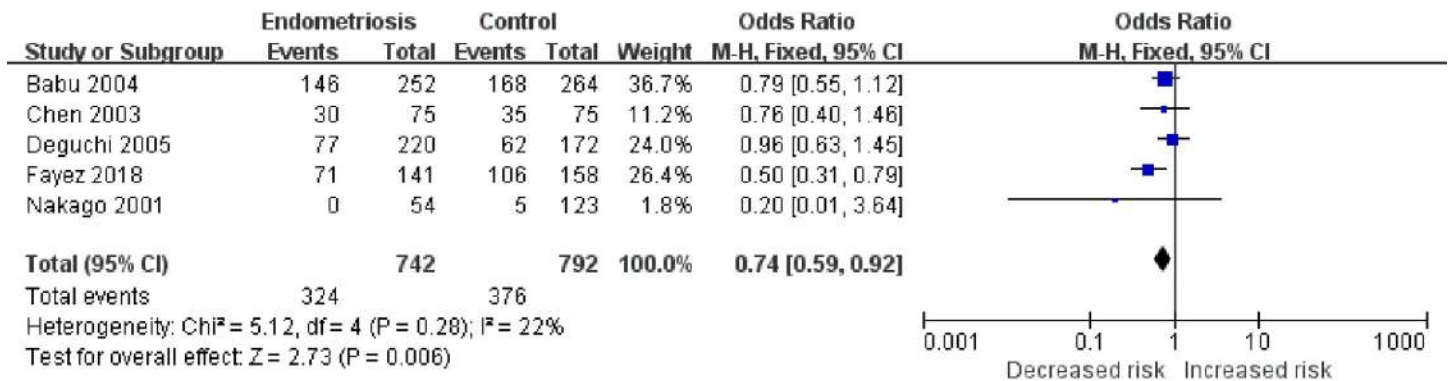 Endometriosis Control Odds Ratio Odds Ratio
Study or Subgroup Events Total Events Total Weight M-H, Fixed, 95% CI M-H, Fixed, 95% CI
Babu 2004 146 252 168 264 36.7% 0.79 [0.55, 1.12]
Chen 2003 30 75 35 75 11.2% 0.76 [0.40, 1.46]
Deguchi 2005 77 220 62 172 24.0% 0.96 [0.63, 1.45]
Fayez 2018 71 141 106 158 26.4% 0.50 [0.31, 0.79]
Nakago 2001 0 54 5 123 1.8% 0.20 [0.01, 3.64]
Total (95% CI) 742 792 100.0% 0.74 [0.59, 0.92]
Total events 324 376
Heterogeneity: Chi² = 5.12, df = 4 (P = 0.28); I² = 22%
Test for overall effect: Z = 2.73 (P = 0.006)
0.001 0.1 1 10 1000
Decreased risk Increased risk